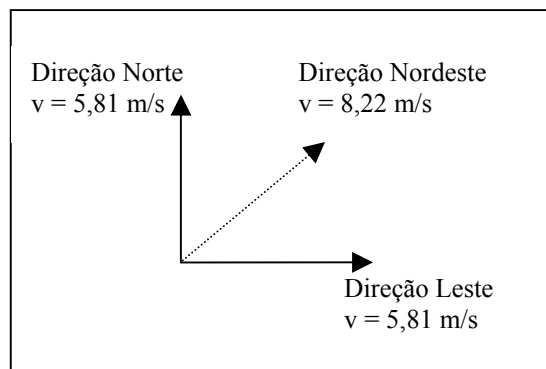 Direção Norte
v = 5,81 m/s
Direção Nordeste
v = 8,22 m/s
Direção Leste
v = 5,81 m/s